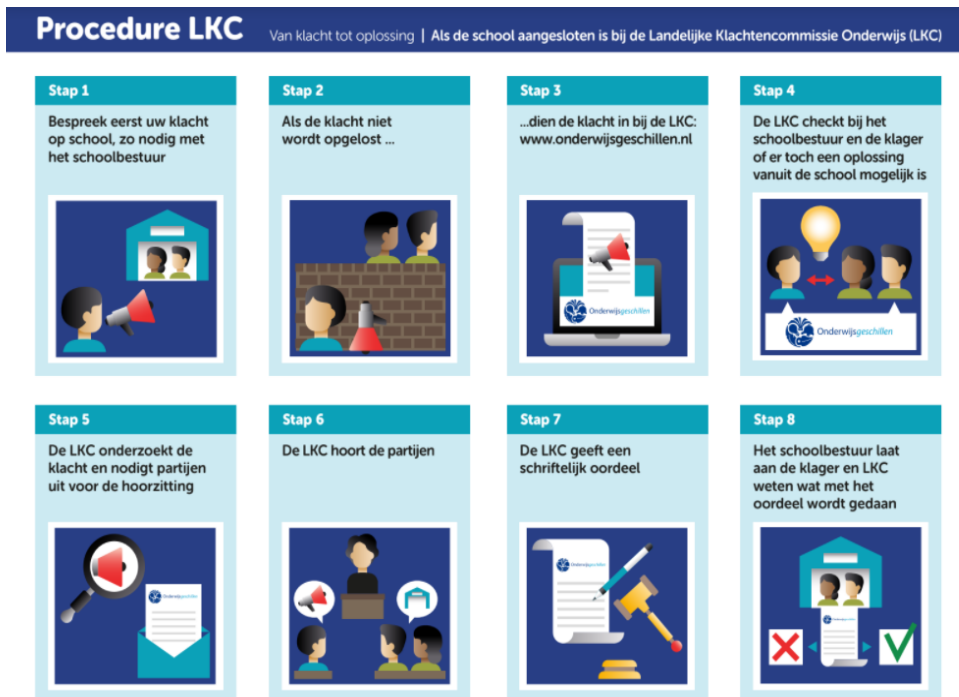 Procedure LKC
Van klacht tot oplossing | Als de school aangesloten is bij de Landelijke Klachtencommissie Onderwijs (LKC)
Stap 1
Bespreek eerst uw klacht
op school, zo nodig met
het schoolbestuur
Stap 2
Als de klacht niet
wordt opgelost ...
Stap 3
...dien de klacht in bij de LKC:
www.onderwijsgeschillen.nl
Onderwijsgeschillen
Stap 4
De LKC checkt bij het
schoolbestuur en de klager
of er toch een oplossing
vanuit de school mogelijk is
Onderwijsgeschillen
Stap 5
De LKC onderzoekt de
klacht en nodigt partijen
uit voor de hoorzitting
Onderwijsgeschillen
Stap 6
De LKC hoort de partijen
Stap 7
De LKC geeft een
schriftelijk oordeel
Onderwijsgeschillen
Stap 8
Het schoolbestuur laat
aan de klager en LKC
weten wat met het
oordeel wordt gedaan
Onderwijsgeschillen